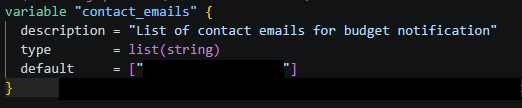 variable "contact_emails" {
  description = "List of contact emails for budget notification"
  type        = list(string)
  default     = [" "]
}